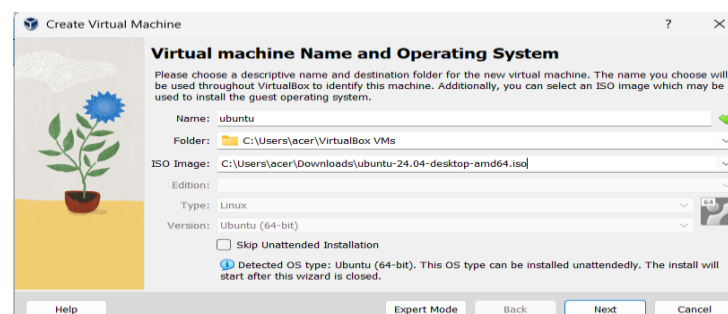 Create Virtual Machine
?
Virtual machine Name and Operating System
Please choose a descriptive name and destination folder for the new virtual machine. The name you choose will
be used throughout VirtualBox to identify this machine. Additionally, you can select an ISO image which may be
used to install the guest operating system.
Name: ubuntu
Folder: C:\Users\acer\VirtualBox VMs
ISO Image: C:\Users\acer\Downloads\ubuntu-24.04-desktop-amd64.iso
Edition:
Type: Linux
64
Version: Ubuntu (64-bit)
Skip Unattended Installation
Detected OS type: Ubuntu (64-bit). This OS type can be installed unattendedly. The install will
start after this wizard is closed.
Help Expert Mode Back Next Cancel